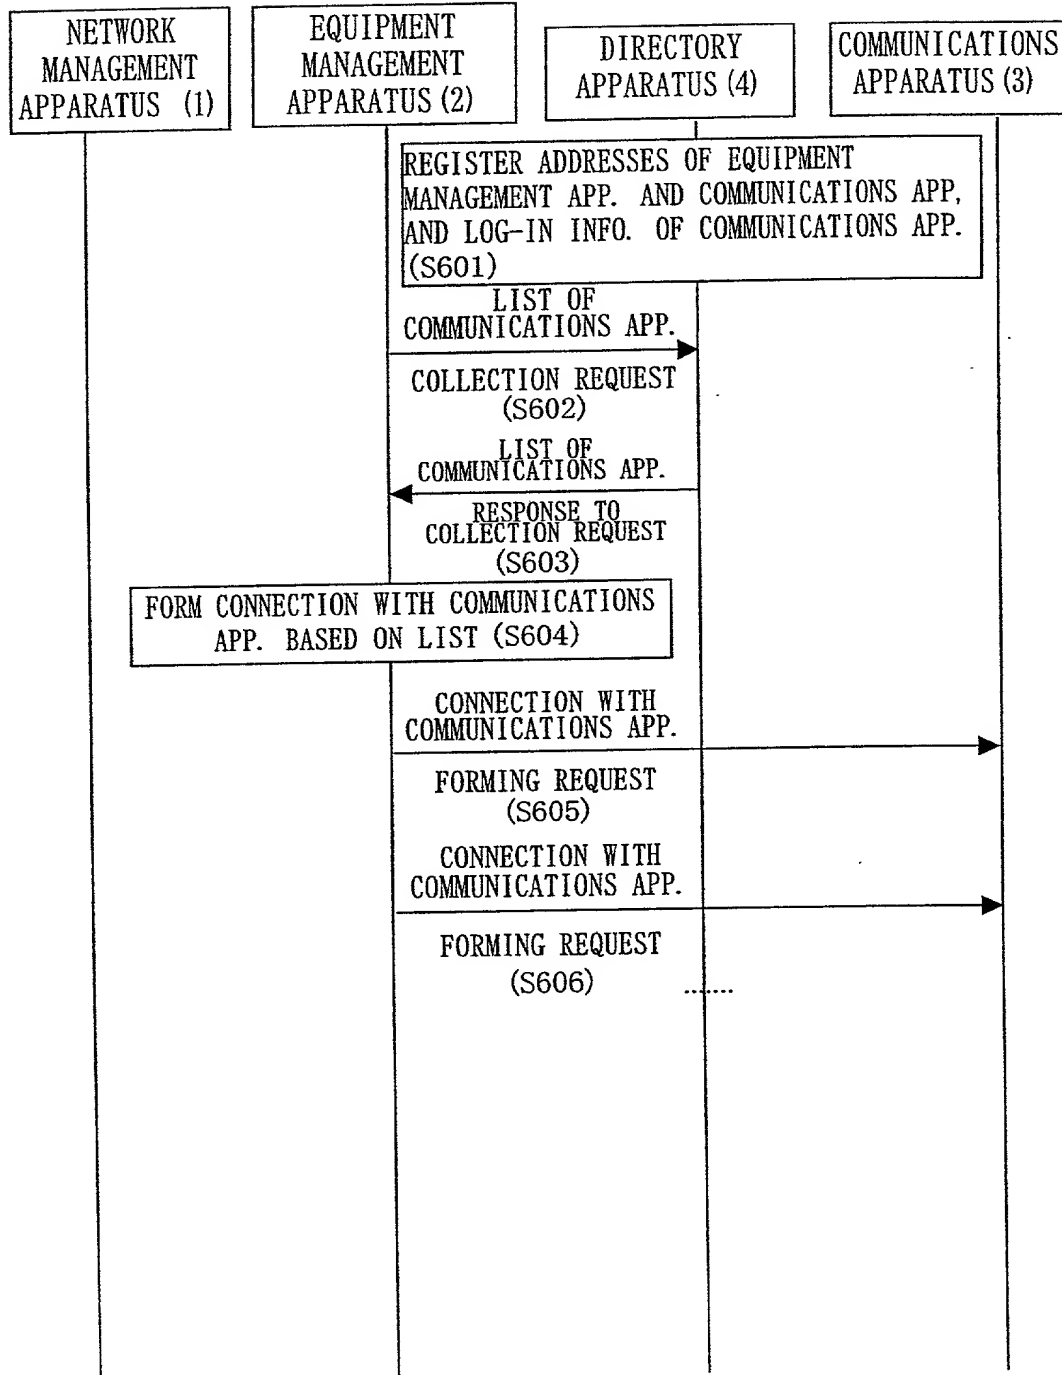 NETWORK
MANAGEMENT
APPARATUS (1)
EQUIPMENT
MANAGEMENT
APPARATUS (2)
DIRECTORY
APPARATUS (4)
COMMUNICATIONS
APPARATUS (3)
REGISTER ADDRESSES OF EQUIPMENT
MANAGEMENT APP. AND COMMUNICATIONS APP,
AND LOG-IN INFO. OF COMMUNICATIONS APP.
(S601)
LIST OF
COMMUNICATIONS APP.
COLLECTION REQUEST
(S602)
LIST OF
COMMUNICATIONS APP.
RESPONSE TO
COLLECTION REQUEST
(S603)
FORM CONNECTION WITH COMMUNICATIONS
APP. BASED ON LIST (S604)
CONNECTION WITH
COMMUNICATIONS APP.
FORMING REQUEST
(S605)
CONNECTION WITH
COMMUNICATIONS APP.
FORMING REQUEST
(S606)
.......